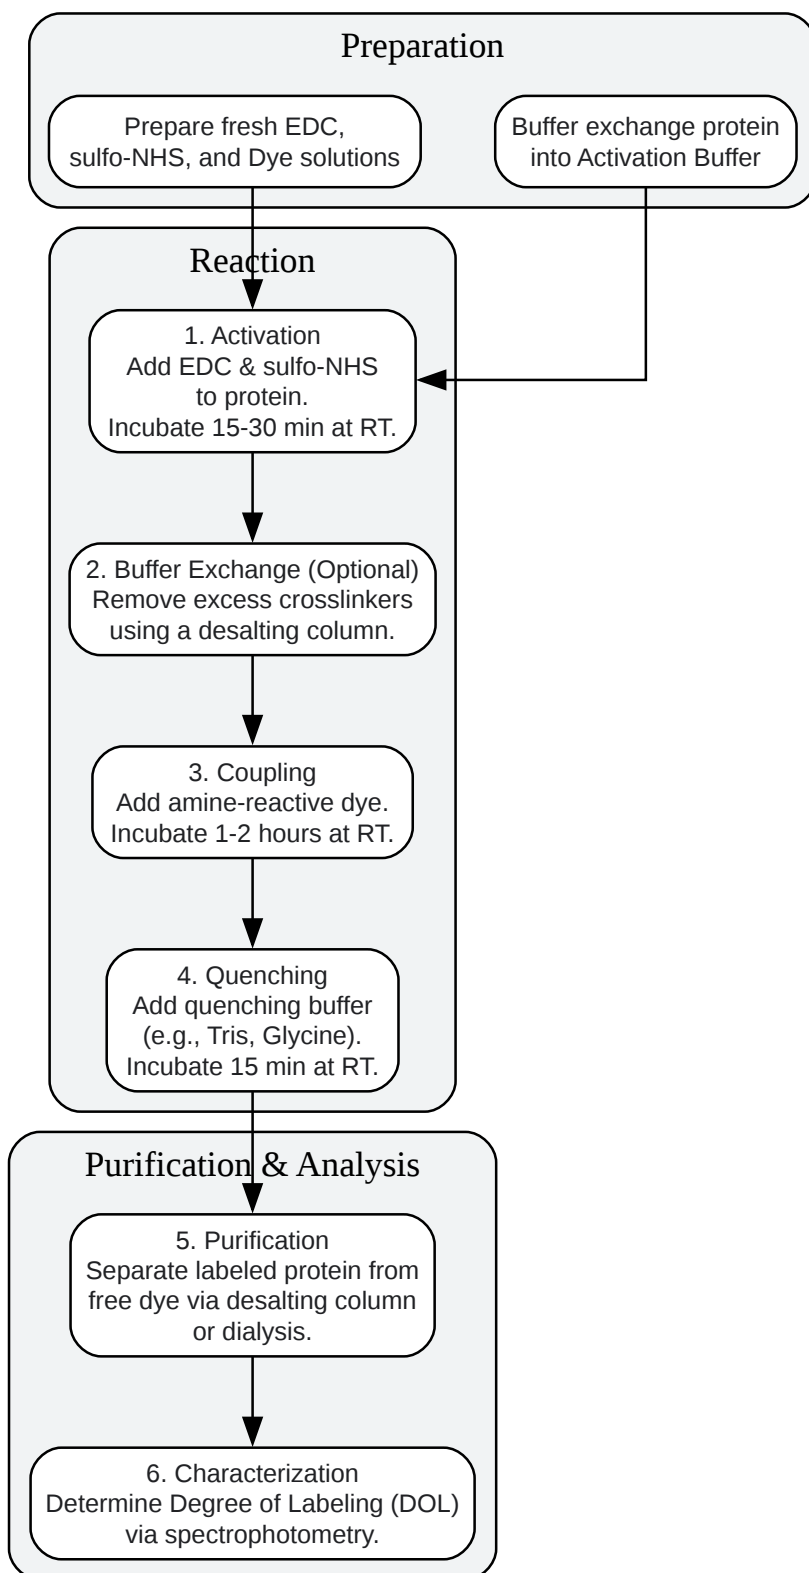 Preparation
Prepare fresh EDC,
sulfo-NHS, and Dye solutions
Buffer exchange protein
into Activation Buffer
Reaction
1. Activation
Add EDC & sulfo-NHS
to protein.
Incubate 15-30 min at RT.
2. Buffer Exchange (Optional)
Remove excess crosslinkers
using a desalting column.
3. Coupling
Add amine-reactive dye.
Incubate 1-2 hours at RT.
4. Quenching
Add quenching buffer
(e.g., Tris, Glycine).
Incubate 15 min at RT.
Purification & Analysis
5. Purification
Separate labeled protein from
free dye via desalting column
or dialysis.
6. Characterization
Determine Degree of Labeling (DOL)
via spectrophotometry.